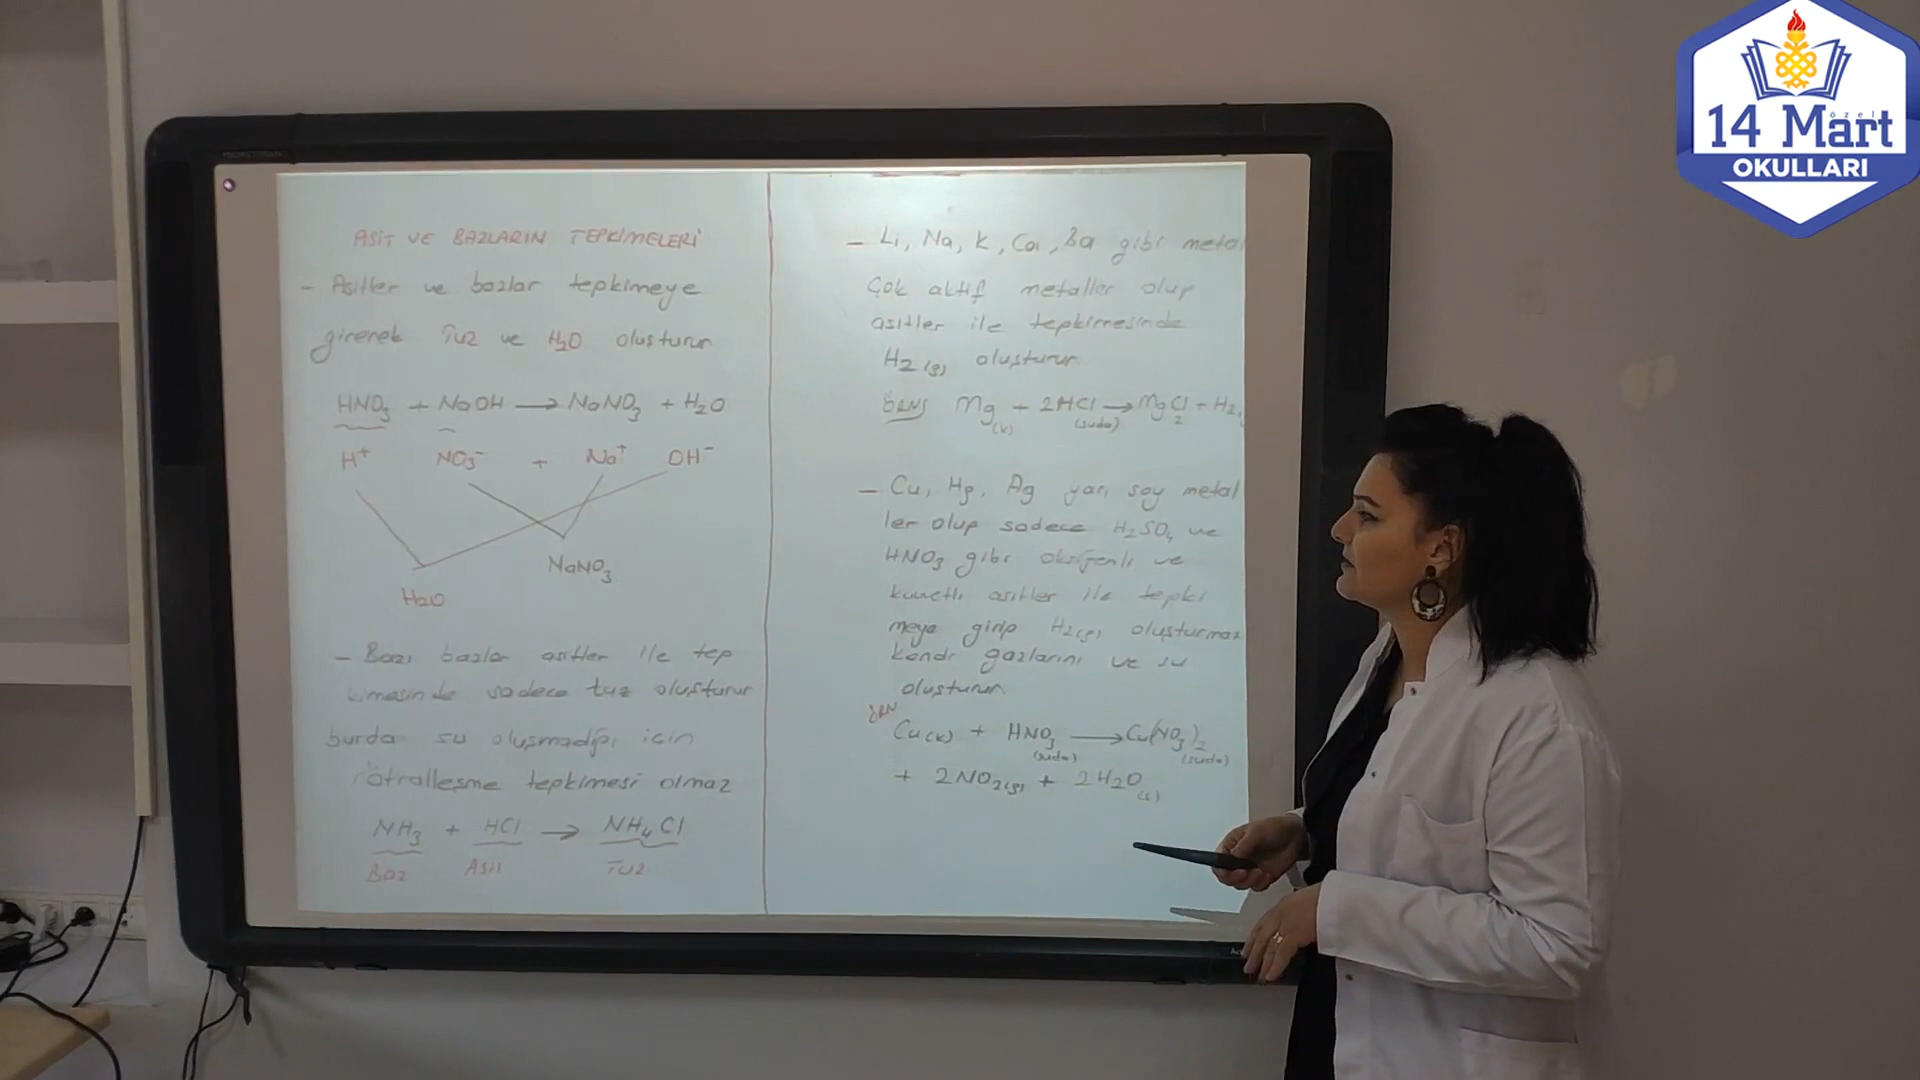 ASİT VE BAZLARIN TEPKİMELERİ
- Asitler ve bazlar tepkimeye
girerek Tuz ve H2O oluşturur
HNO3 + NaOH → NaNO3 + H2O
H+ NO3- + Na+ OH-
NaNO3
H2O
- Bazı bazlar asitler ile tep
kimesinde sadece tuz oluşturur
burda su oluşmadığı için
nötralleşme tepkimesi olmaz
NH3 + HCl → NH4Cl
Baz Asit Tuz
- Li, Na, K, Ca, Ba gibi metal
Çok aktif metaller olup
asitler ile tepkimesinde
H2(g) oluşturur.
ÖRN Mg(k) + 2HCl(suda) → MgCl2 + H2
- Cu, Hg, Ag yarı soy metal
ler olup sadece H2SO4 ve
HNO3 gibi oksijenli ve
kuvvetli asitler ile tepki
meye girip H2(g) oluşturmaz
kendi gazlarını ve su
oluşturur.
ÖRN
Cu(k) + HNO3(suda) → Cu(NO3)2(suda)
+ 2NO2(g) + 2H2O(s)
14 Mart
özel
OKULLARI